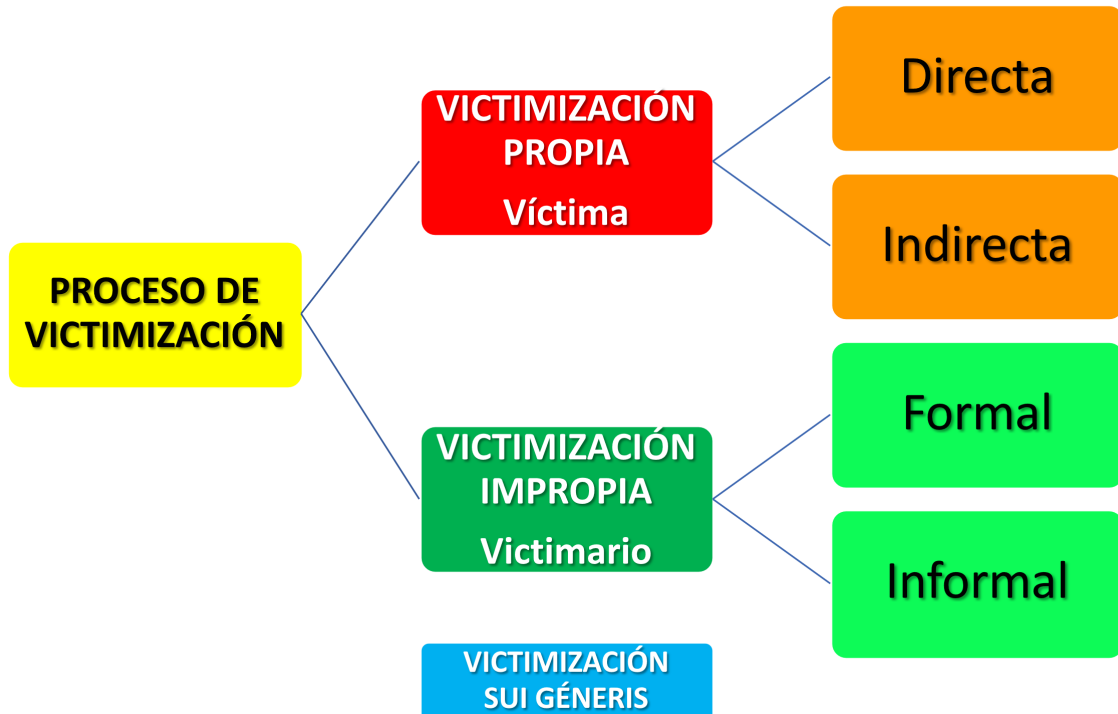 PROCESO DE
VICTIMIZACIÓN
VICTIMIZACIÓN
PROPIA
Víctima
Directa
Indirecta
VICTIMIZACIÓN
IMPROPIA
Victimario
Formal
Informal
VICTIMIZACIÓN
SUI GÉNERIS